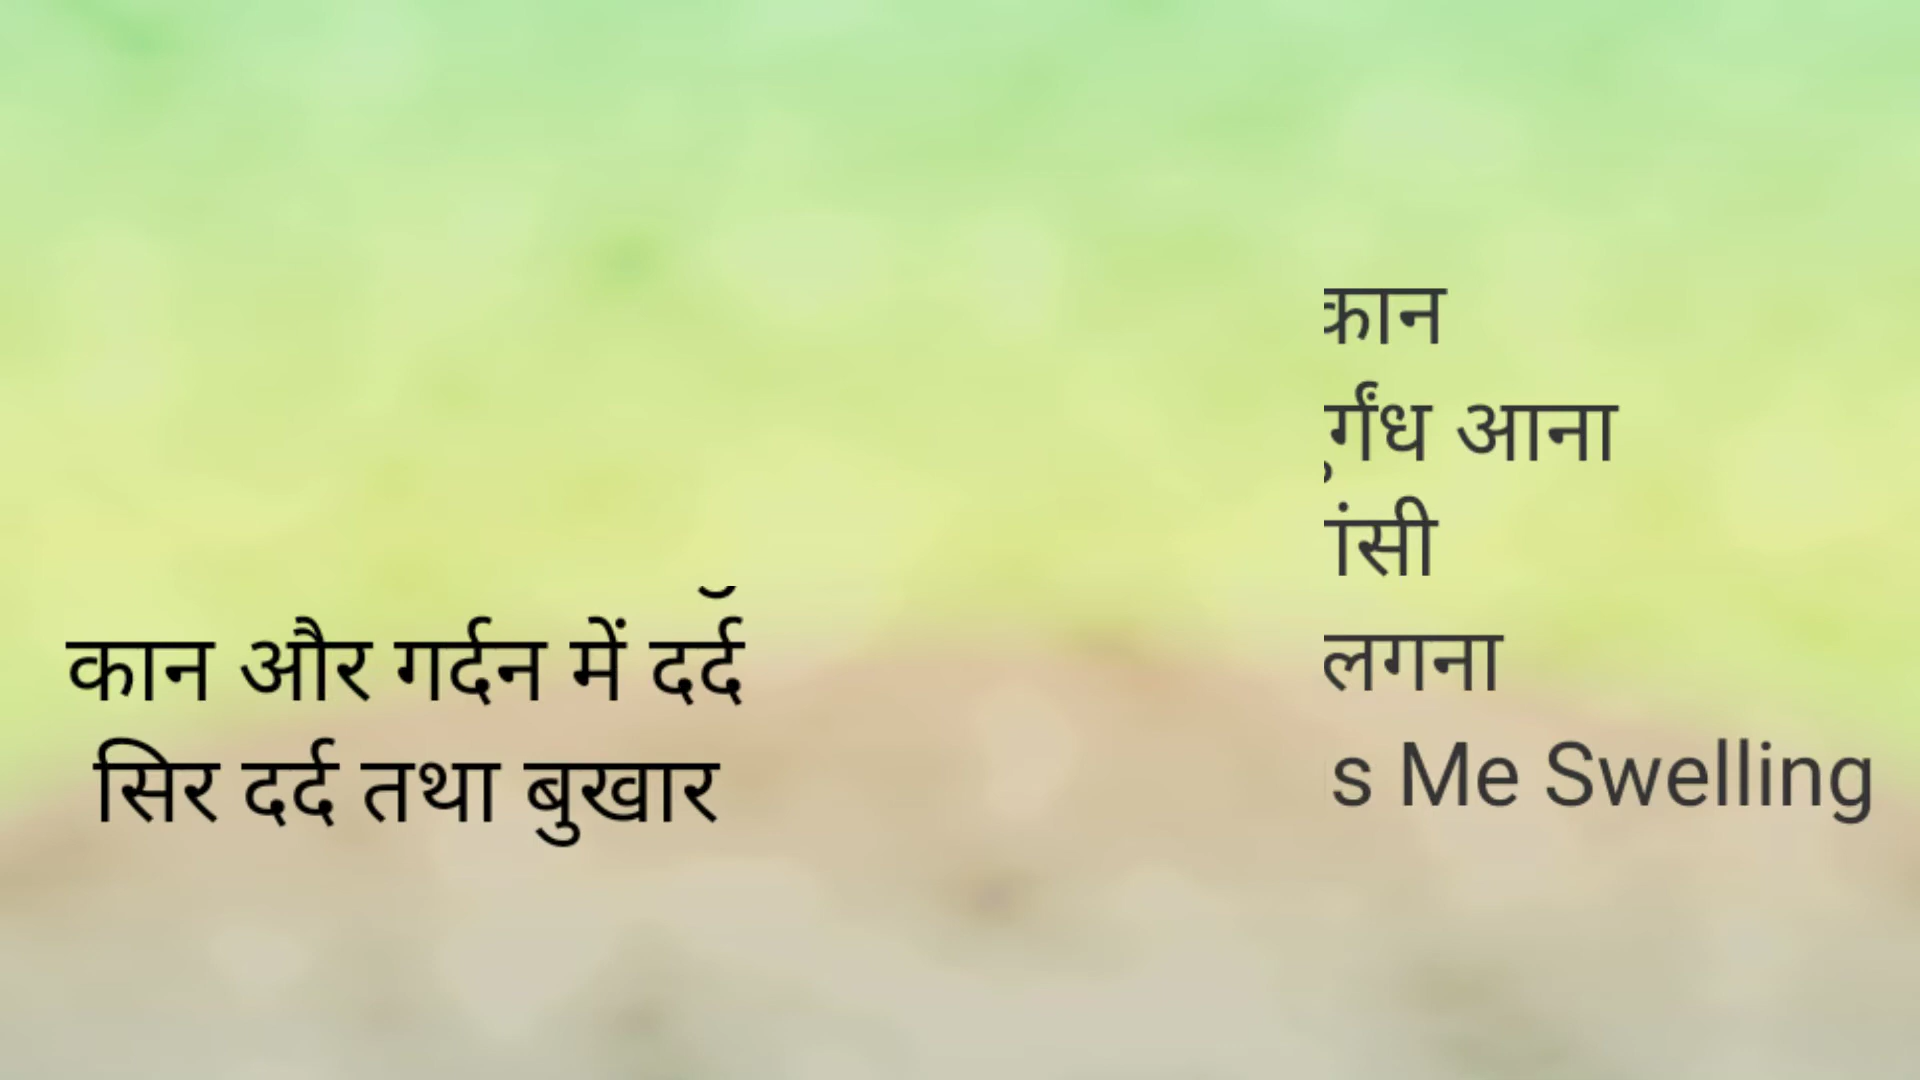 कान और गर्दन में दर्द
सिर दर्द तथा बुखार
आना
लगना
Me Swelling